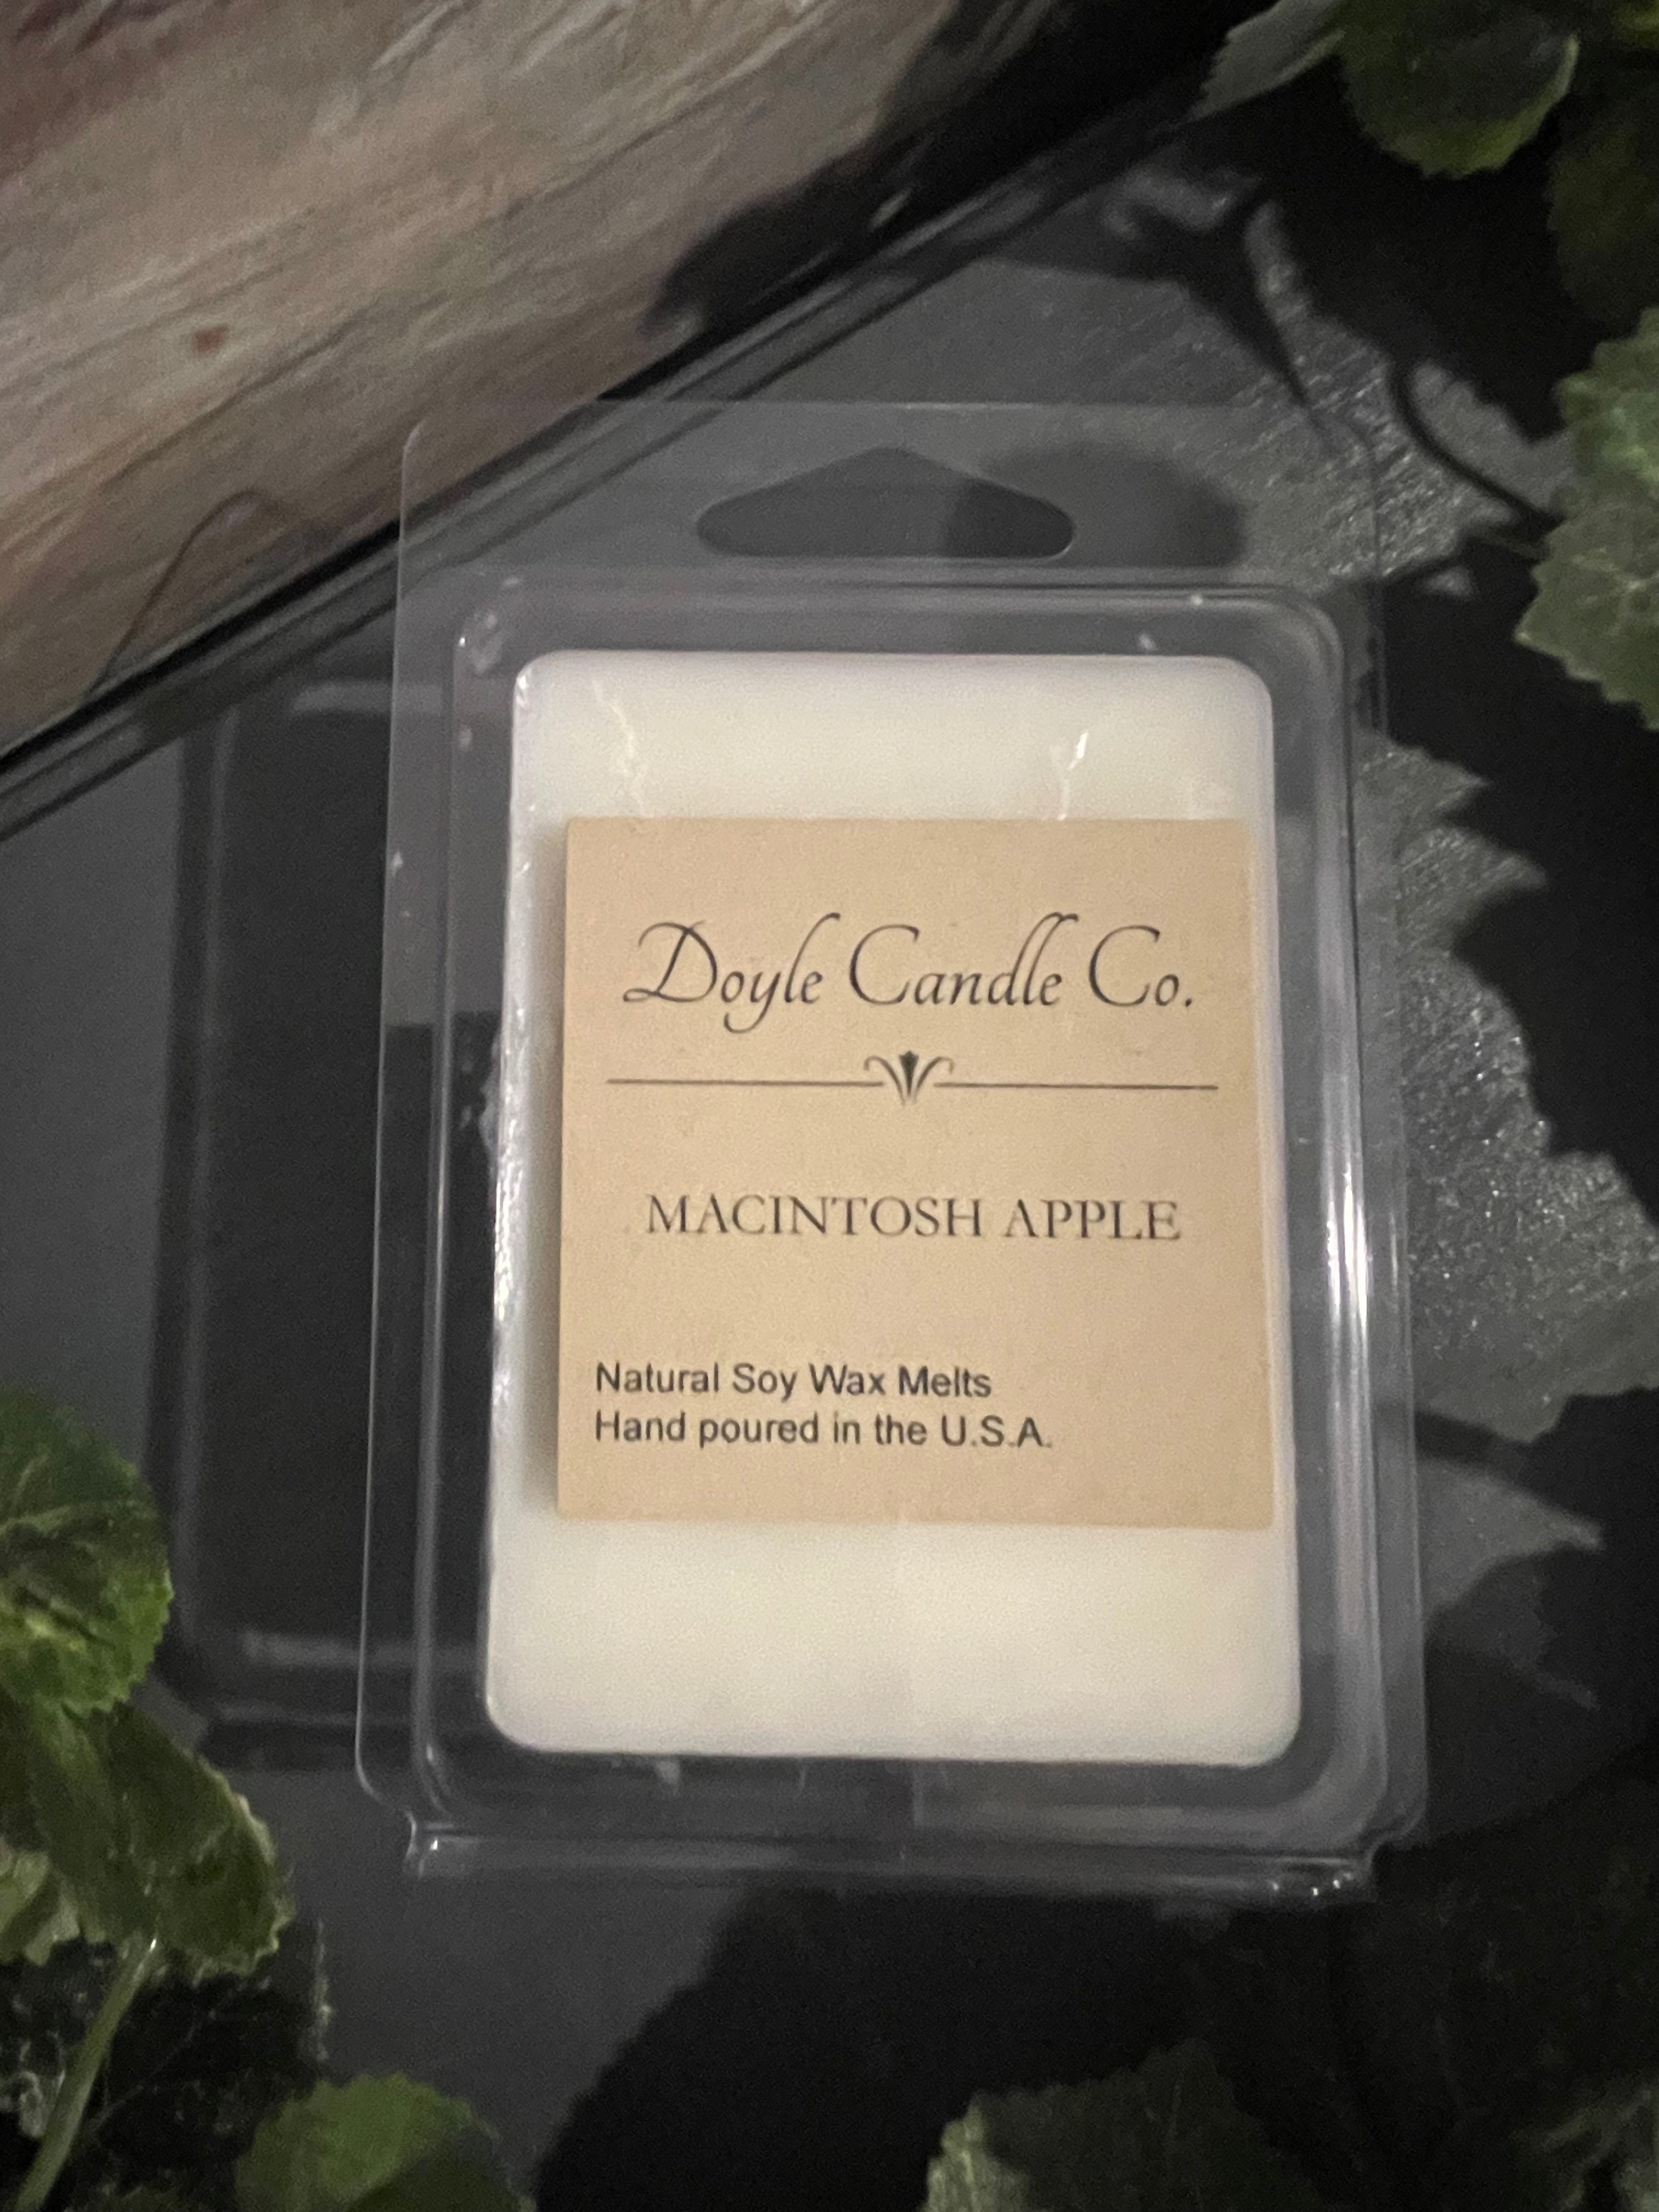 Doyle Candle Co.
MACINTOSH APPLE
Natural Soy Wax Melts
Hand poured in the U.S.A.